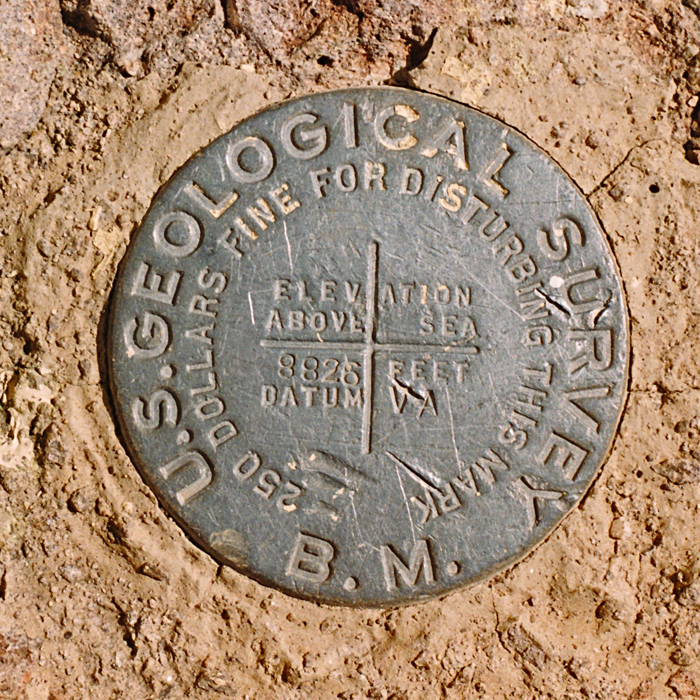 U.S. GEOLOGICAL SURVEY
250 DOLLARS FINE FOR DISTURBING THIS MARK
ELEVATION
ABOVE SEA
8826 FEET
DATUM VA
B.M.